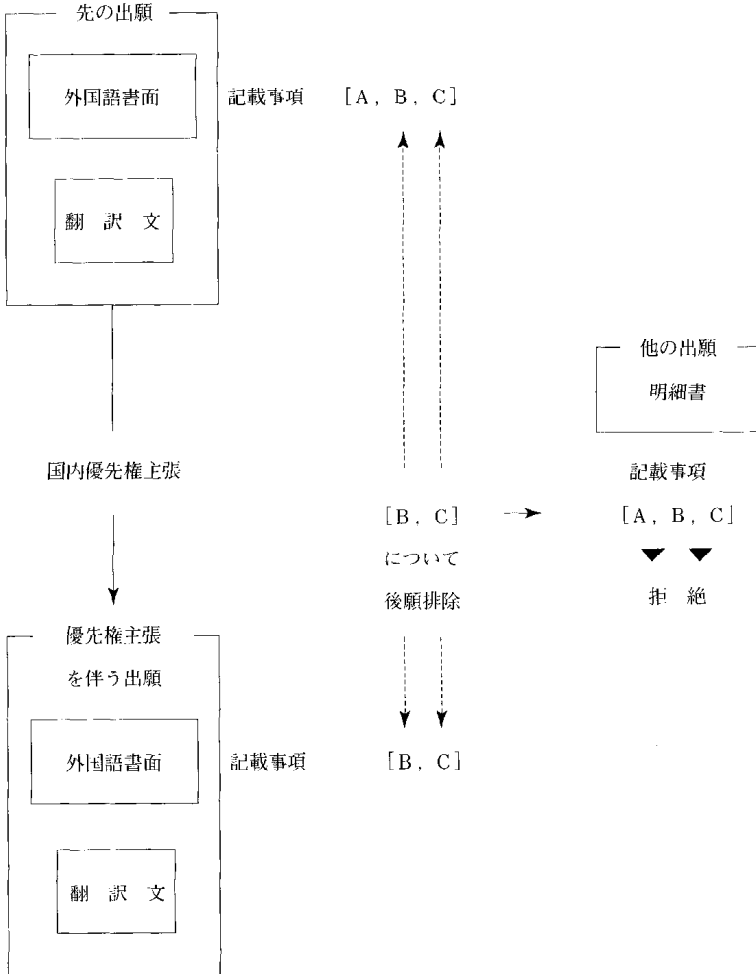 先の出願
外国語書面
記載事項 [A, B, C]
翻訳文
国内優先権主張
他の出願
明細書
記載事項
[B, C] [A, B, C]
について
後願排除
拒絶
優先権主張
を伴う出願
外国語書面
記載事項 [B, C]
翻訳文